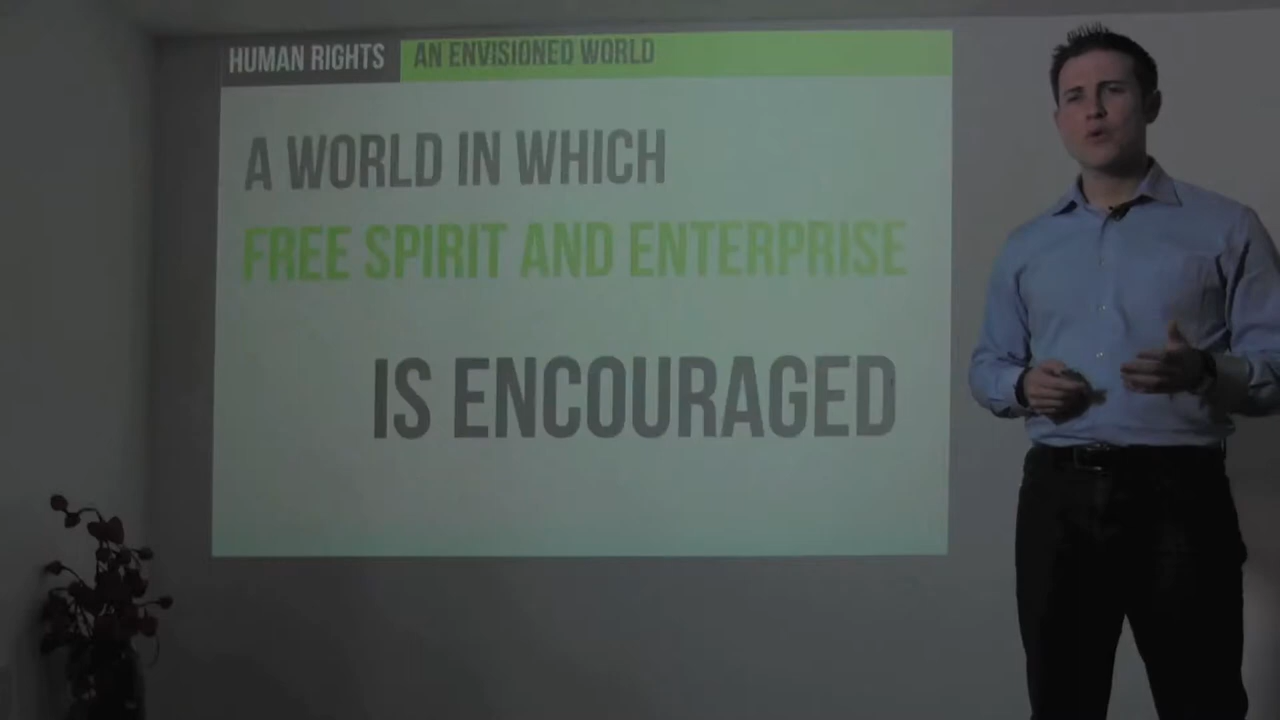 HUMAN RIGHTS AN ENVISIONED WORLD
A WORLD IN WHICH
FREE SPIRIT AND ENTERPRISE
IS ENCOURAGED